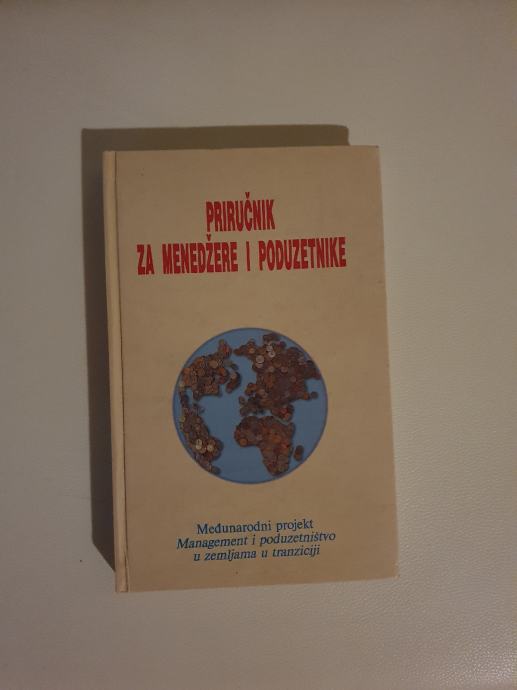 PRIRUČNIK
ZA MENEDŽERE I PODUZETNIKE
Međunarodni projekt
Management i poduzetništvo
u zemljama u tranziciji